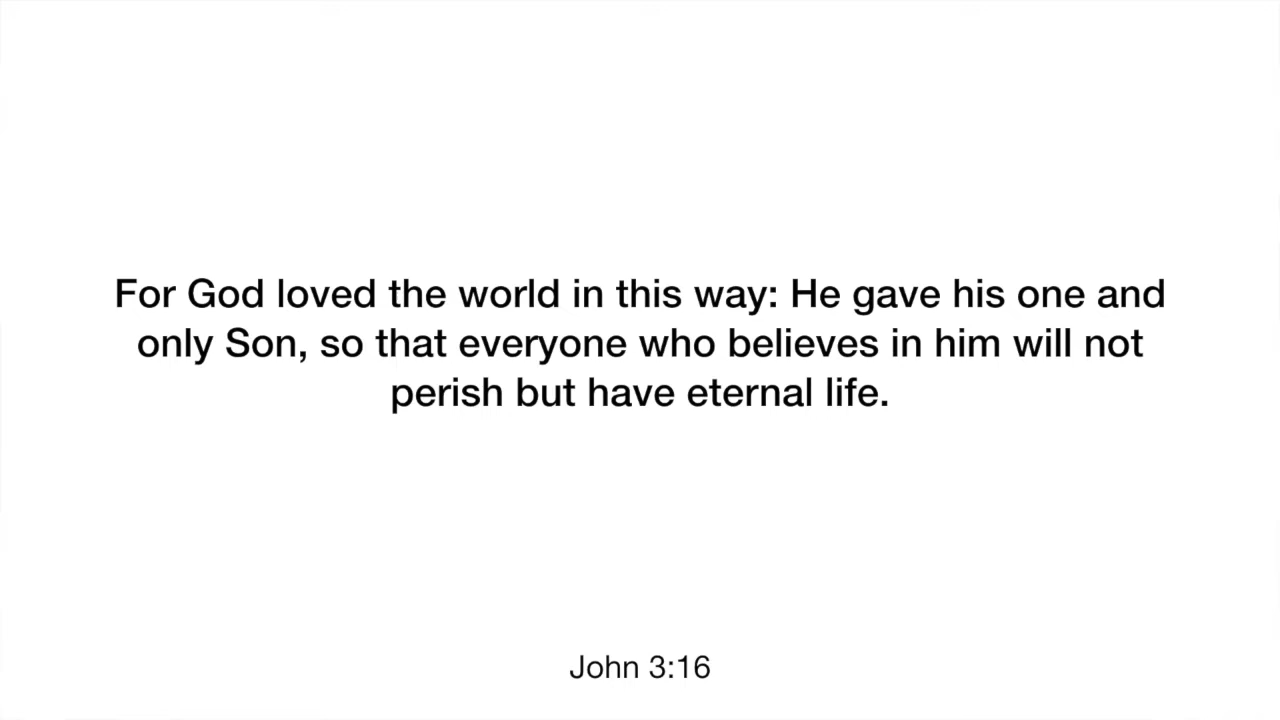 For God loved the world in this way: He gave his one and
only Son, so that everyone who believes in him will not
perish but have eternal life.
John 3:16